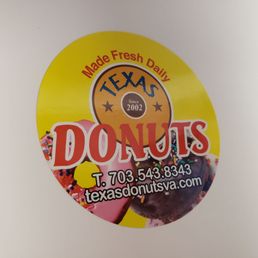 Made Fresh Daily
TEXAS
Since
2002
DONUTS
T. 703.543.8343
texasdonutsva.com